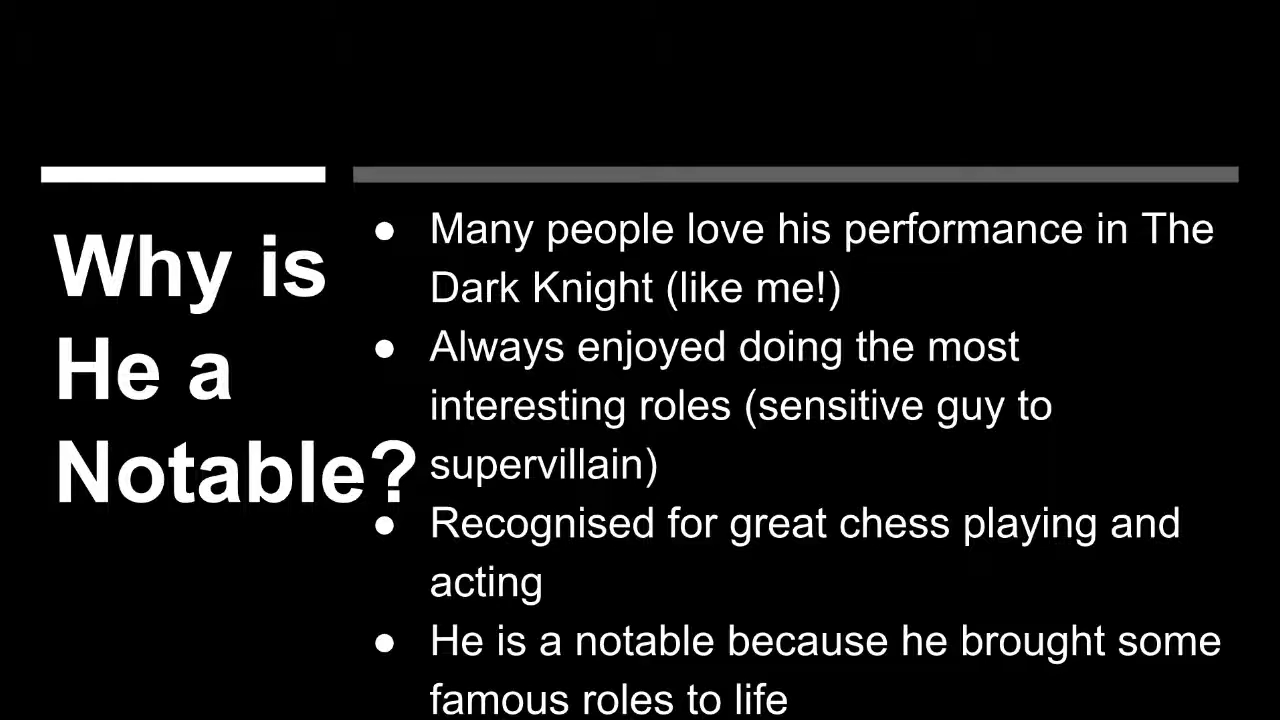 Why is
He a
Notable?
● Many people love his performance in The
Dark Knight (like me!)
● Always enjoyed doing the most
interesting roles (sensitive guy to
supervillain)
● Recognised for great chess playing and
acting
● He is a notable because he brought some
famous roles to life